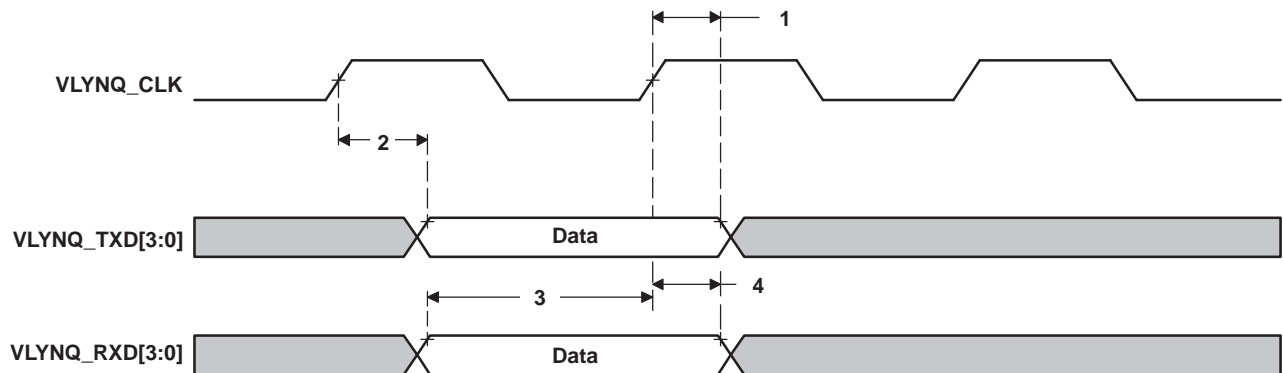 1
VLYNQ_CLK
2
VLYNQ_TXD[3:0]
Data
3
4
VLYNQ_RXD[3:0]
Data